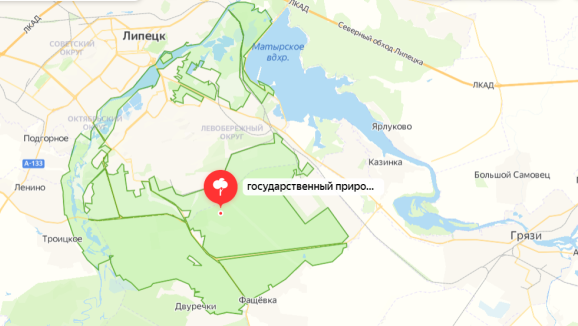 ЛКАД
Липецк
СОВЕТСКИЙ
ОКРУГ
Матырское
вдхр.
Северный обход Липецка
ЛКАД
ЛКАД
ОКТЯБРЬСКИЙ
ОКРУГ
ЛЕВОБЕРЕЖНЫЙ
ОКРУГ
Ярлуково
Подгорное
А-133
Казинка
Большой Самовец
Ленино
государственный приро...
Троицкое
Грязи
Двуречки
Фащёвка